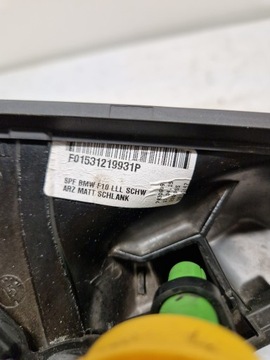 F01531219931P
SPF BMW F10 LLL SCHW
ARZ MATT SCHLANK